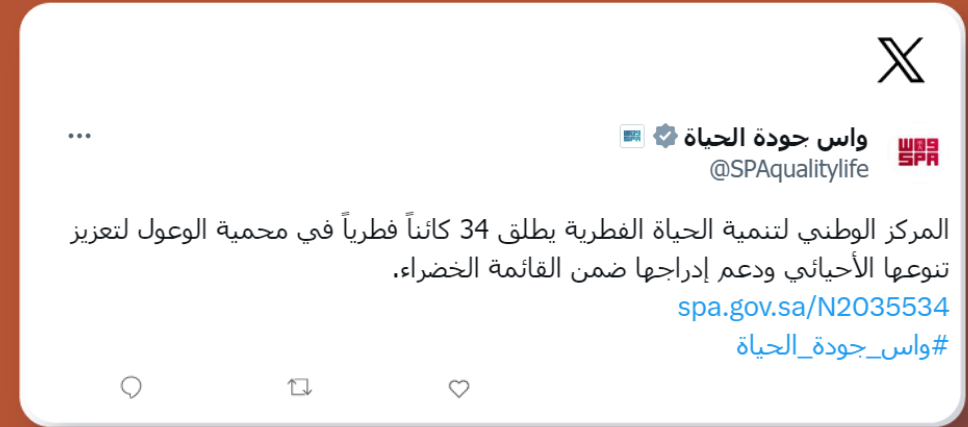 واس جودة الحياة
@SPAqualitylife
المركز الوطني لتنمية الحياة الفطرية يطلق 34 كائناً فطرياً في محمية الوعول لتعزيز
تنوعها الأحيائي ودعم إدراجها ضمن القائمة الخضراء.
spa.gov.sa/N2035534
#واس_جودة_الحياة